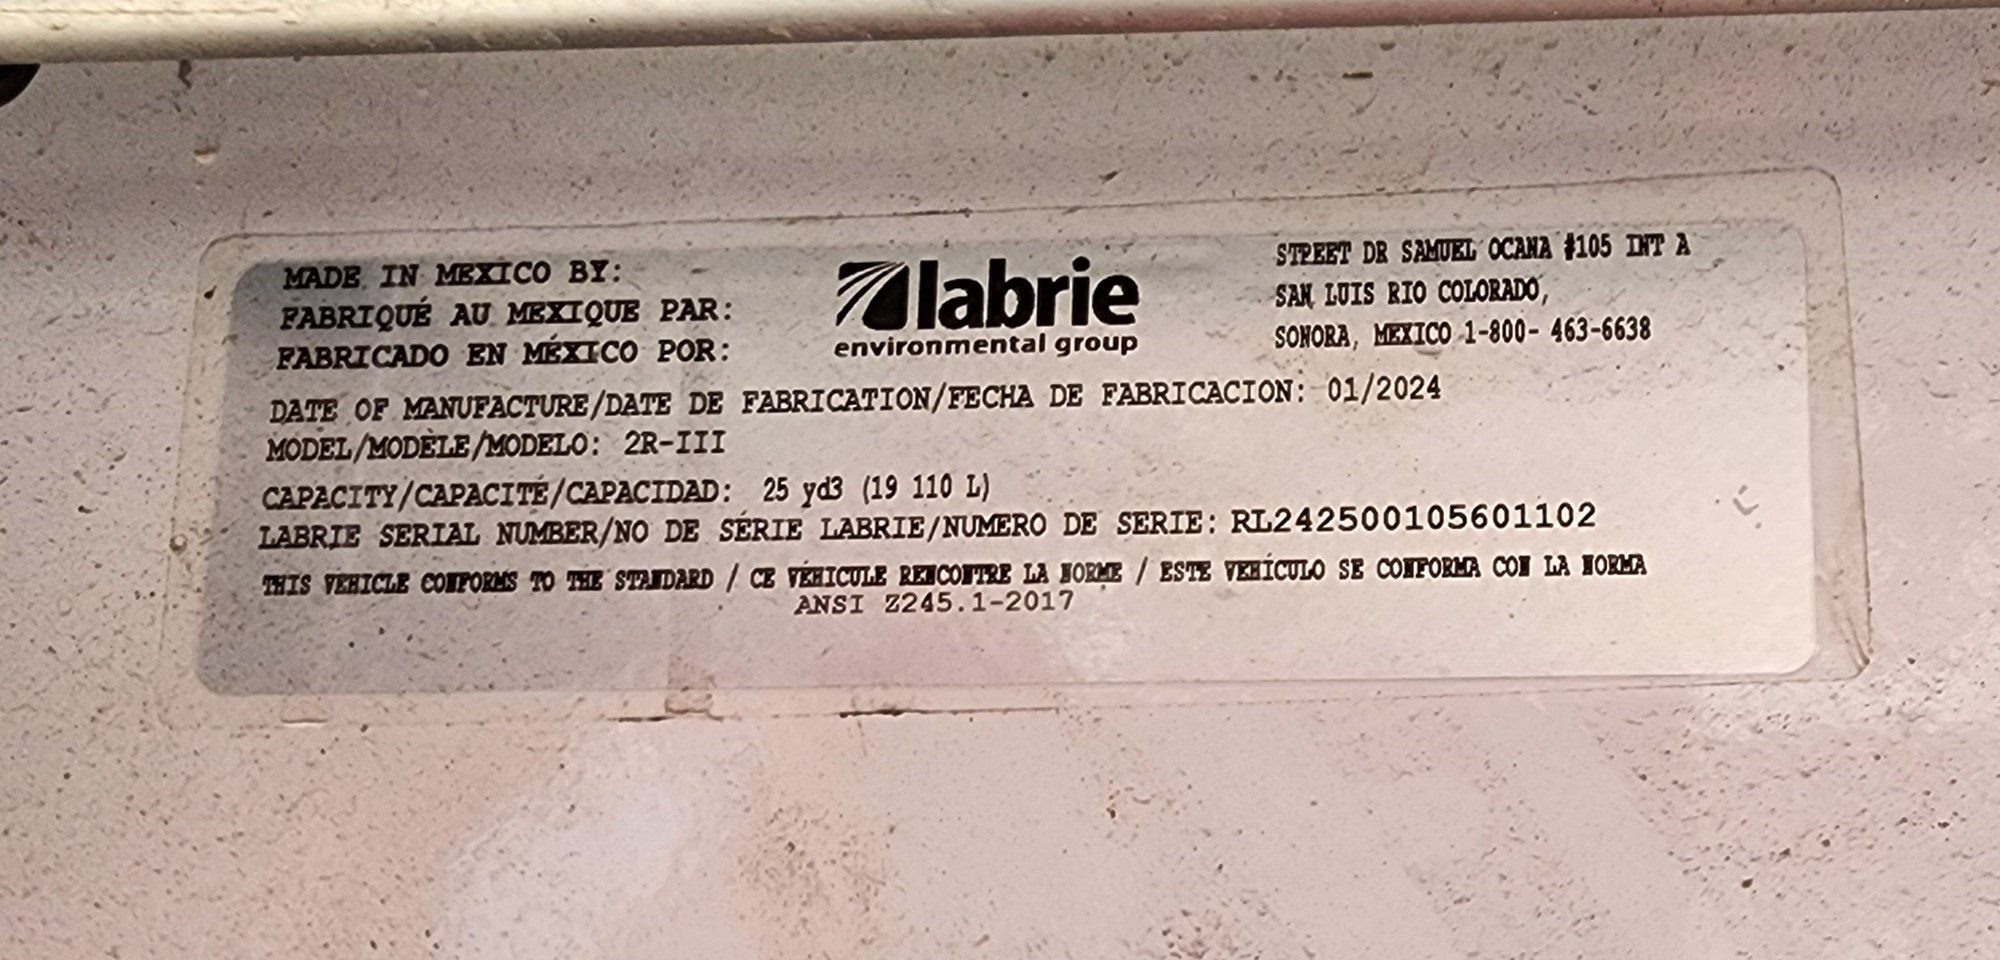 MADE IN MEXICO BY:
FABRIQUÉ AU MEXIQUE PAR:
FABRICADO EN MÉXICO POR:
labrie
environmental group
STREET DR SAMUEL OCANA #105 INT A
SAN LUIS RIO COLORADO,
SONORA, MEXICO 1-800- 463-6638
DATE OF MANUFACTURE/DATE DE FABRICATION/FECHA DE FABRICACION: 01/2024
MODEL/MODÈLE/MODELO: 2R-III
CAPACITY/CAPACITÉ/CAPACIDAD: 25 yd3 (19 110 L)
LABRIE SERIAL NUMBER/NO DE SÉRIE LABRIE/NUMERO DE SERIE: RL242500105601102
THIS VEHICLE CONFORMS TO THE STANDARD / CE VÉHICULE RENCONTRE LA NORME / ESTE VEHÍCULO SE CONFORMA CON LA NORMA
ANSI Z245.1-2017